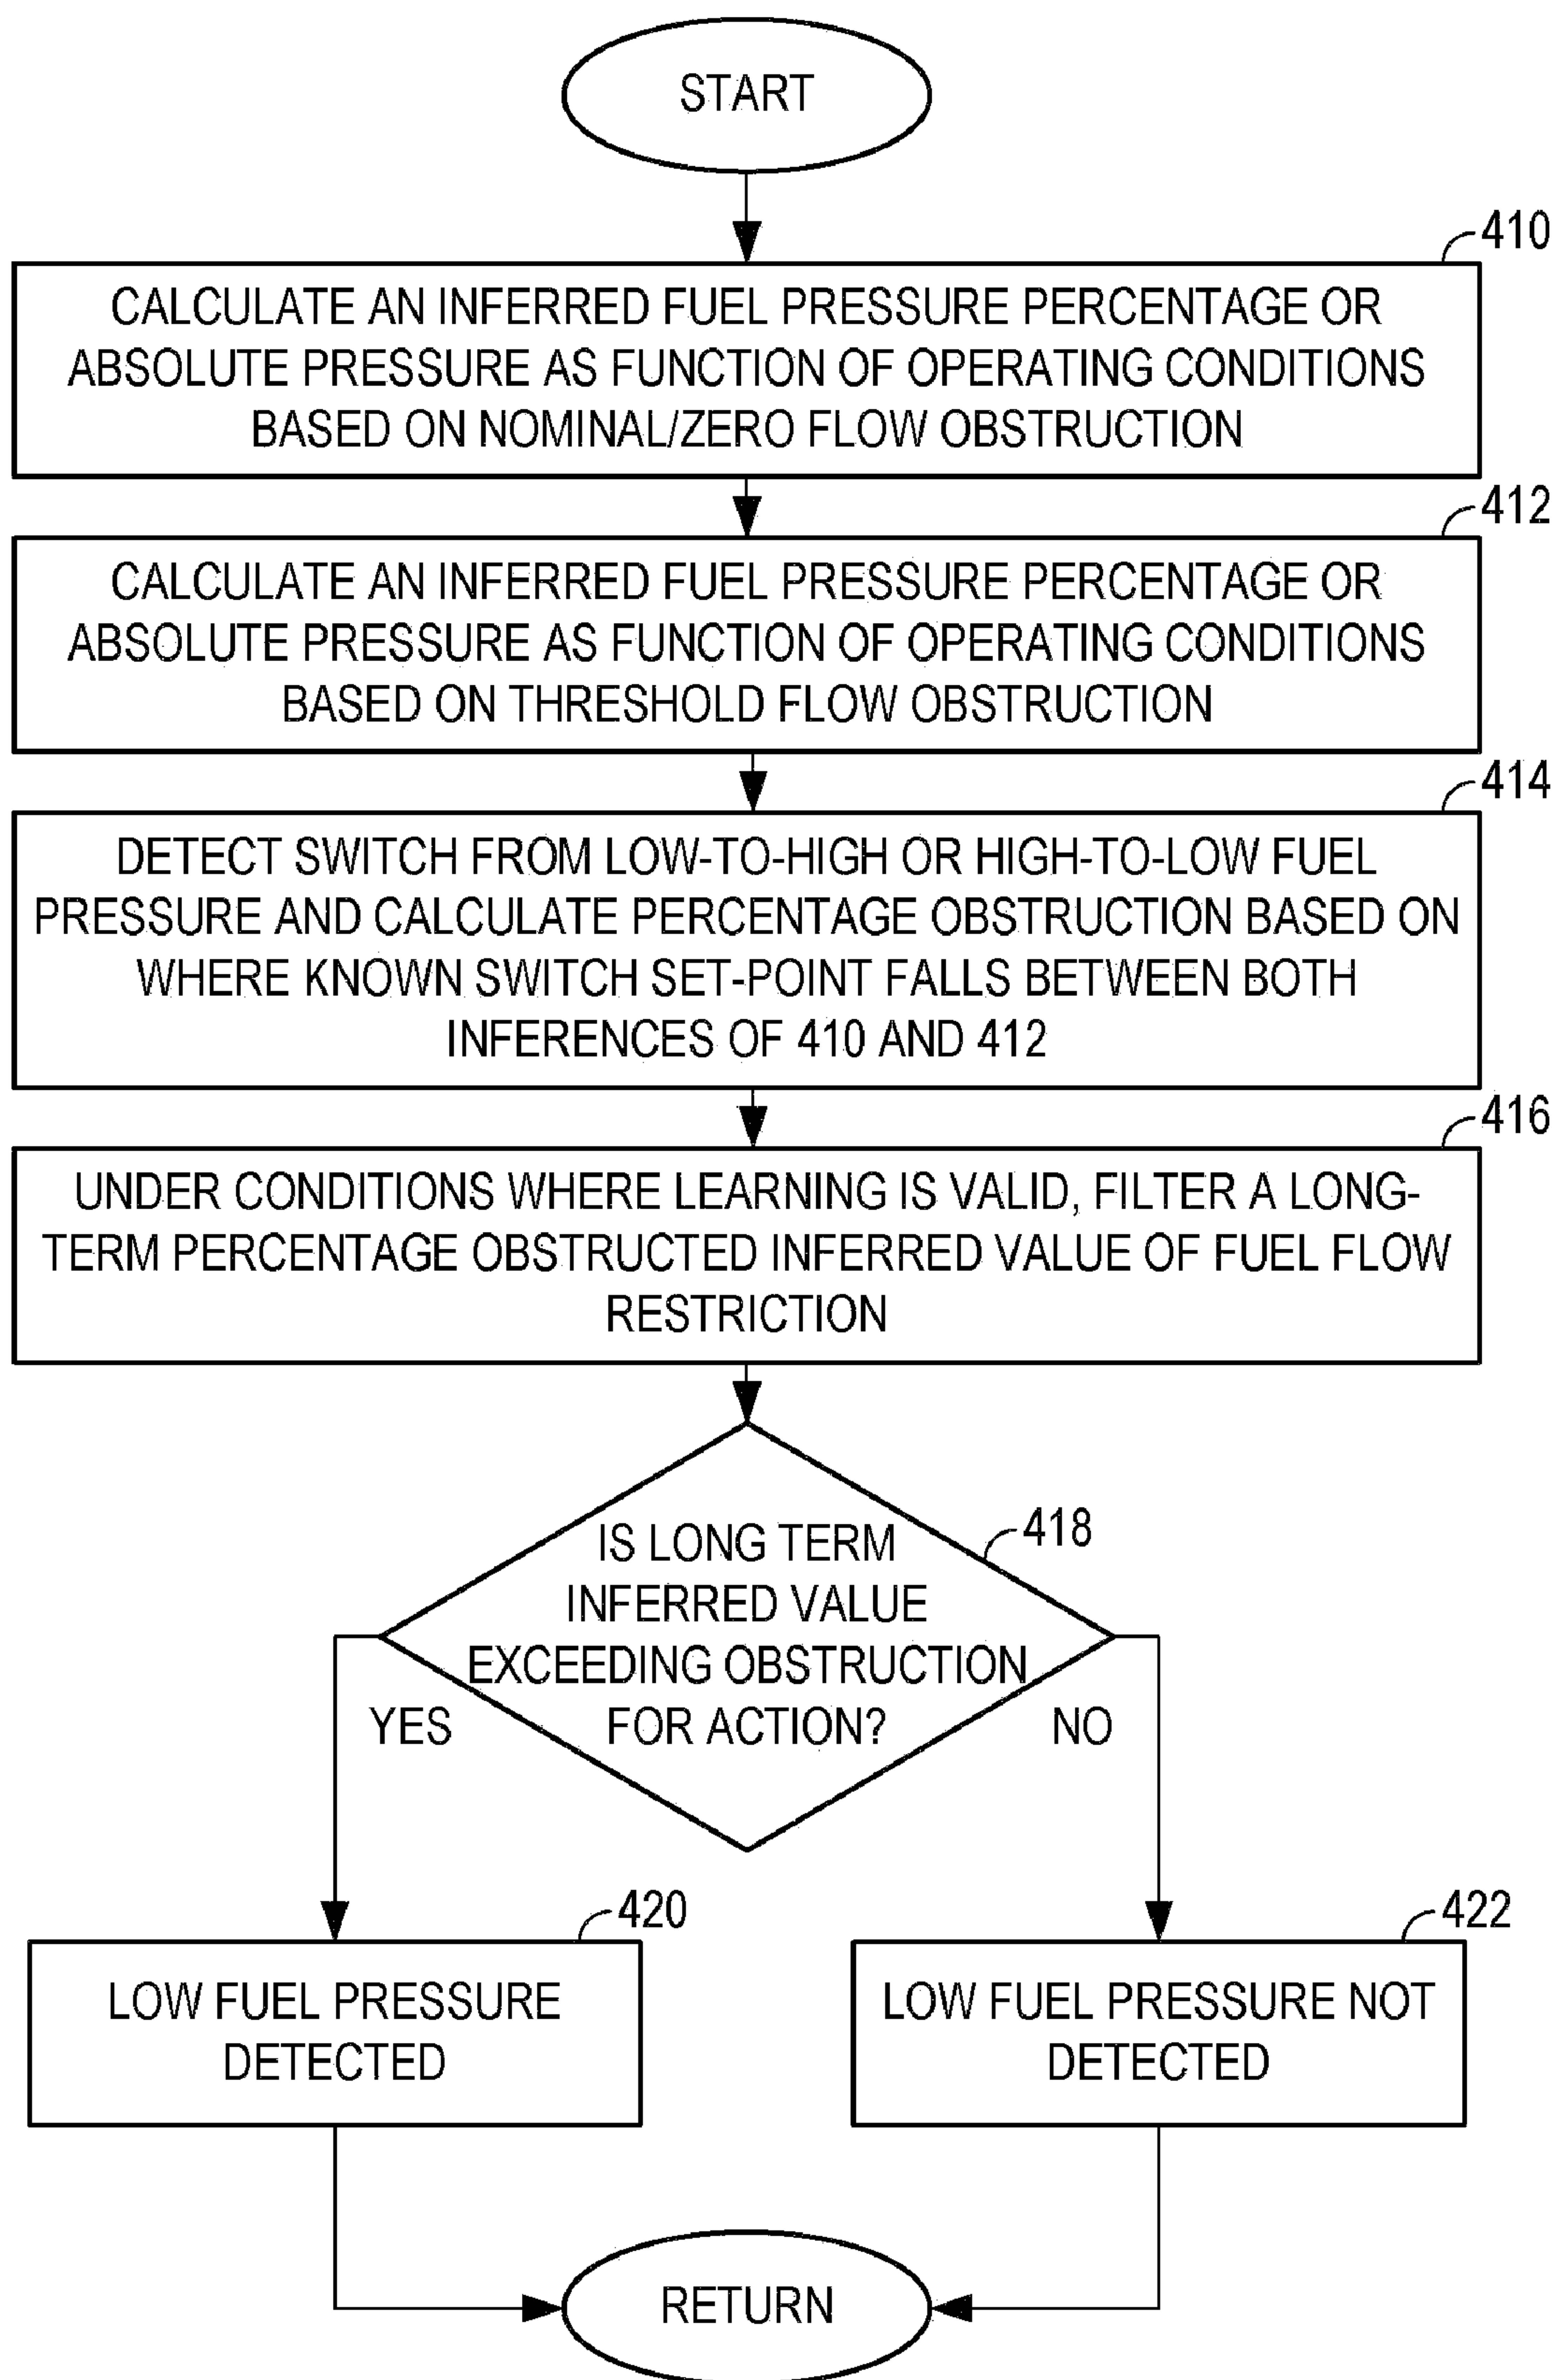 START
410
CALCULATE AN INFERRED FUEL PRESSURE PERCENTAGE OR
ABSOLUTE PRESSURE AS FUNCTION OF OPERATING CONDITIONS
BASED ON NOMINAL/ZERO FLOW OBSTRUCTION
412
CALCULATE AN INFERRED FUEL PRESSURE PERCENTAGE OR
ABSOLUTE PRESSURE AS FUNCTION OF OPERATING CONDITIONS
BASED ON THRESHOLD FLOW OBSTRUCTION
414
DETECT SWITCH FROM LOW-TO-HIGH OR HIGH-TO-LOW FUEL
PRESSURE AND CALCULATE PERCENTAGE OBSTRUCTION BASED ON
WHERE KNOWN SWITCH SET-POINT FALLS BETWEEN BOTH
INFERENCES OF 410 AND 412
416
UNDER CONDITIONS WHERE LEARNING IS VALID, FILTER A LONG-
TERM PERCENTAGE OBSTRUCTED INFERRED VALUE OF FUEL FLOW
RESTRICTION
418
IS LONG TERM
INFERRED VALUE
EXCEEDING OBSTRUCTION
FOR ACTION?
YES
NO
420
LOW FUEL PRESSURE
DETECTED
422
LOW FUEL PRESSURE NOT
DETECTED
RETURN